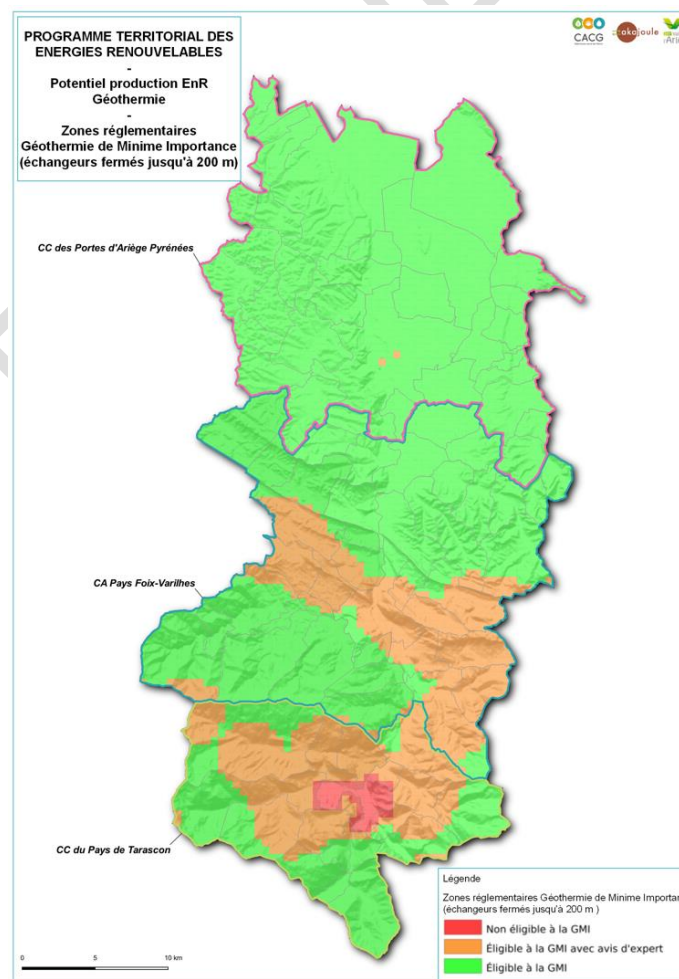 PROGRAMME TERRITORIAL DES
ENERGIES RENOUVELABLES
-
Potentiel production EnR
Géothermie
-
Zones réglementaires
Géothermie de Minime Importance
(échangeurs fermés jusqu'à 200 m)
CACG
akajoule
CC des Portes d'Ariège Pyrénées
CA Pays Foix-Varilhes
CC du Pays de Tarascon
Légende
Zones réglementaires Géothermie de Minime Importan
(échangeurs fermés jusqu'à 200 m )
Non éligible à la GMI
Éligible à la GMI avec avis d'expert
Éligible à la GMI
0 5 10 km